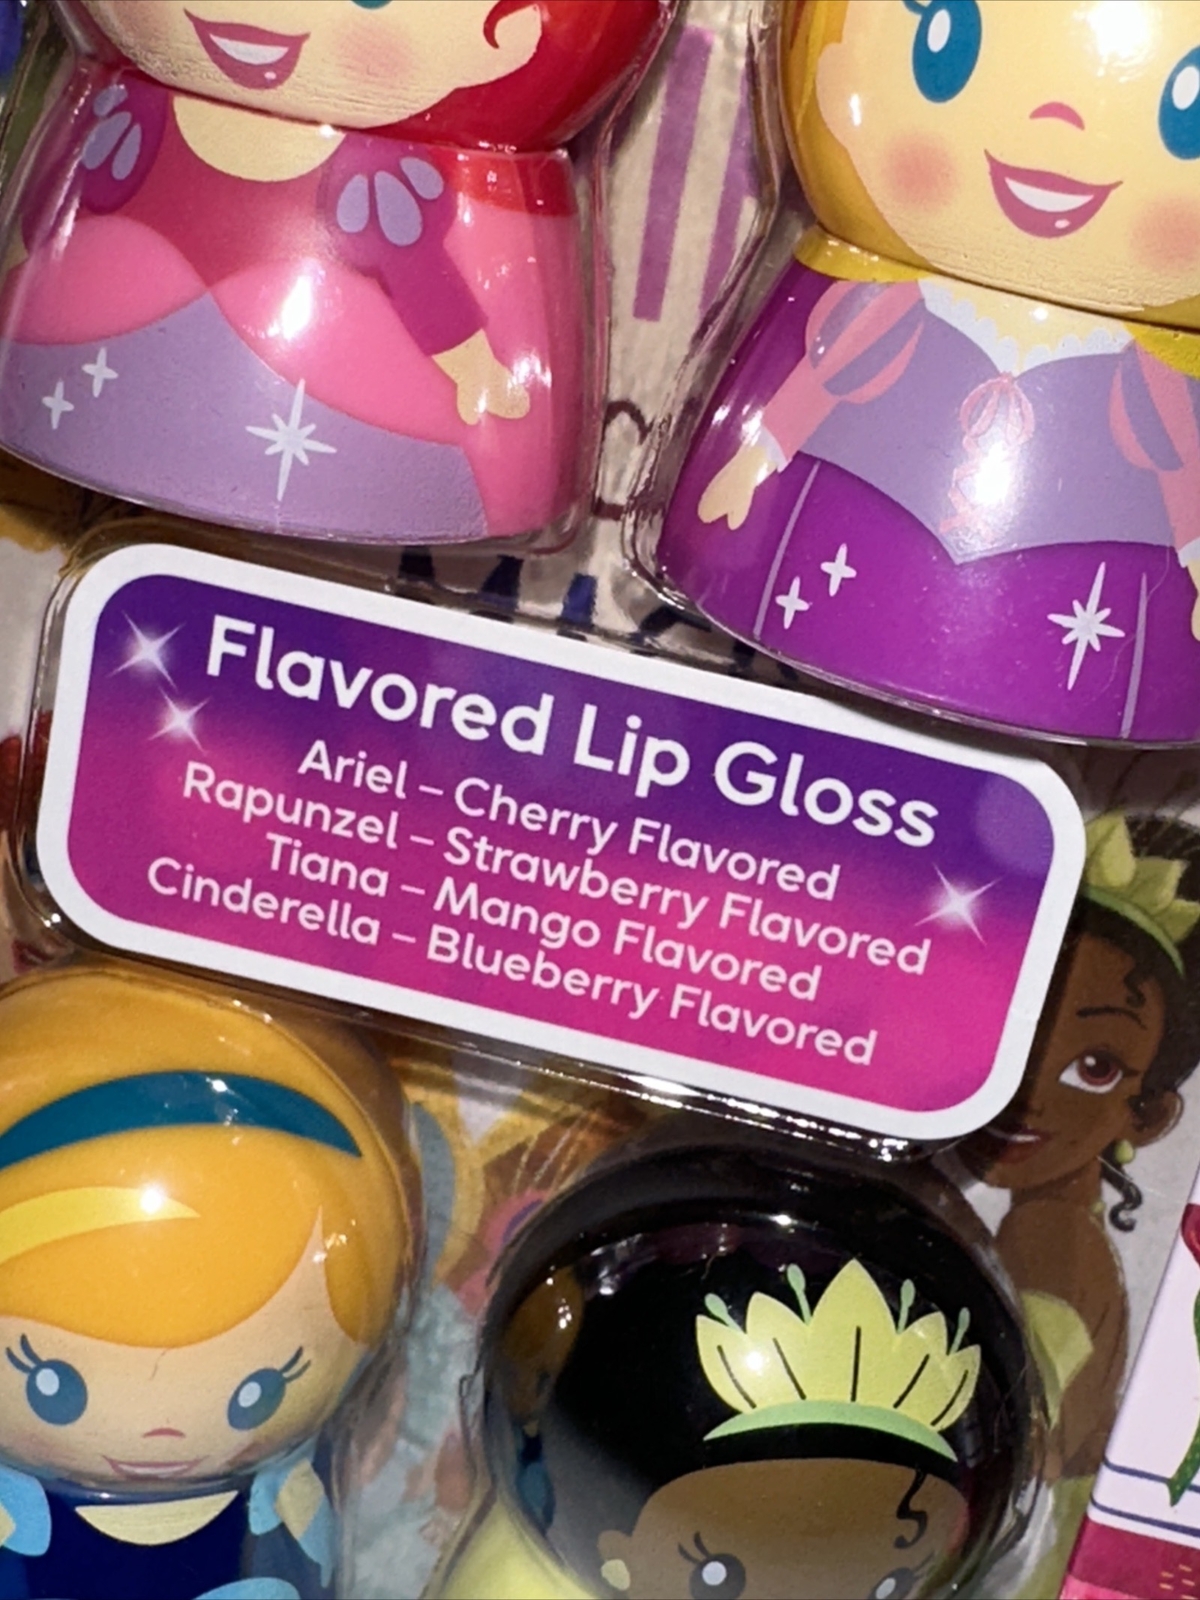 Flavored Lip Gloss
Ariel – Cherry Flavored
Rapunzel – Strawberry Flavored
Tiana – Mango Flavored
Cinderella – Blueberry Flavored